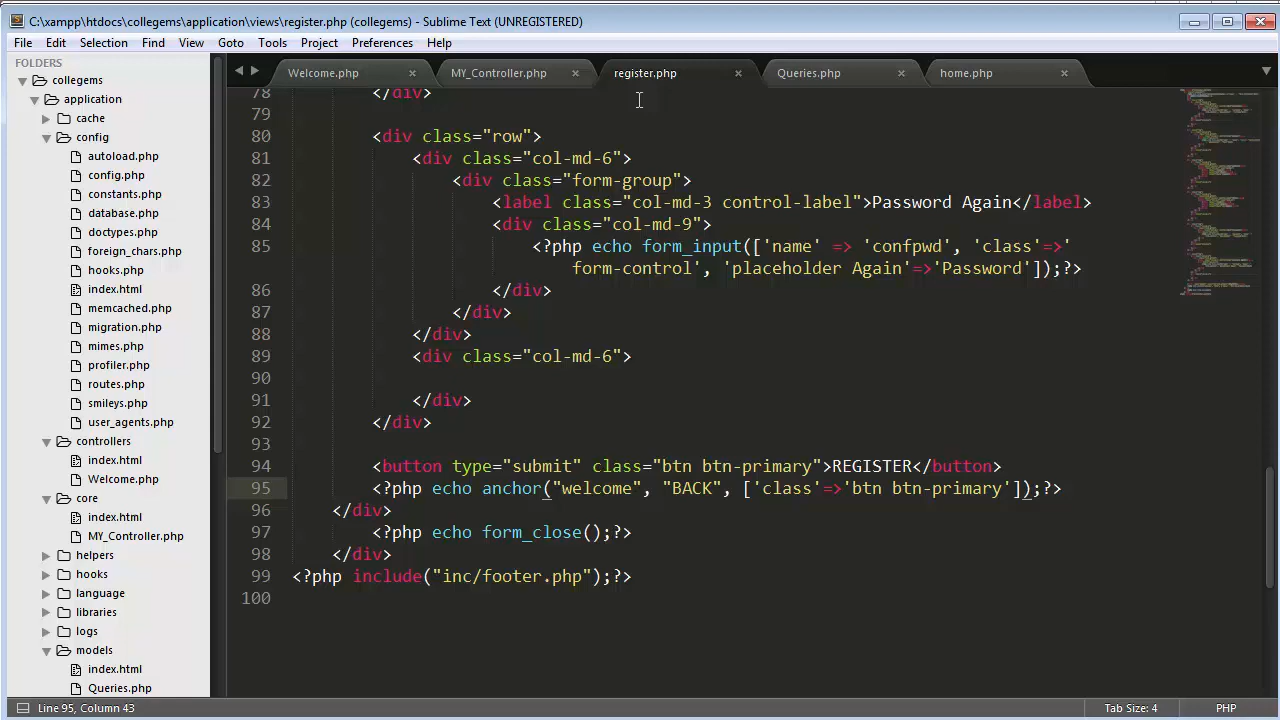 C:\xampp\htdocs\collegems\application\views\register.php (collegems) - Sublime Text (UNREGISTERED)
File Edit Selection Find View Goto Tools Project Preferences Help
FOLDERS
collegems
application
cache
config
autoload.php
config.php
constants.php
database.php
doctypes.php
foreign_chars.php
hooks.php
index.html
memcached.php
migration.php
mimes.php
profiler.php
routes.php
smileys.php
user_agents.php
controllers
index.html
Welcome.php
core
index.html
MY_Controller.php
helpers
hooks
language
libraries
logs
models
index.html
Queries.php
Welcome.php MY_Controller.php register.php Queries.php home.php
78 </div>
79
80 <div class="row">
81 <div class="col-md-6">
82 <div class="form-group">
83 <label class="col-md-3 control-label">Password Again</label>
84 <div class="col-md-9">
85 <?php echo form_input(['name' => 'confpwd', 'class'=>'
form-control', 'placeholder Again'=>'Password']);?>
86 </div>
87 </div>
88 </div>
89 <div class="col-md-6">
90
91 </div>
92 </div>
93
94 <button type="submit" class="btn btn-primary">REGISTER</button>
95 <?php echo anchor("welcome", "BACK", ['class'=>'btn btn-primary']);?>
96 </div>
97 <?php echo form_close();?>
98 </div>
99 <?php include("inc/footer.php");?>
100
Line 95, Column 43
Tab Size: 4
PHP